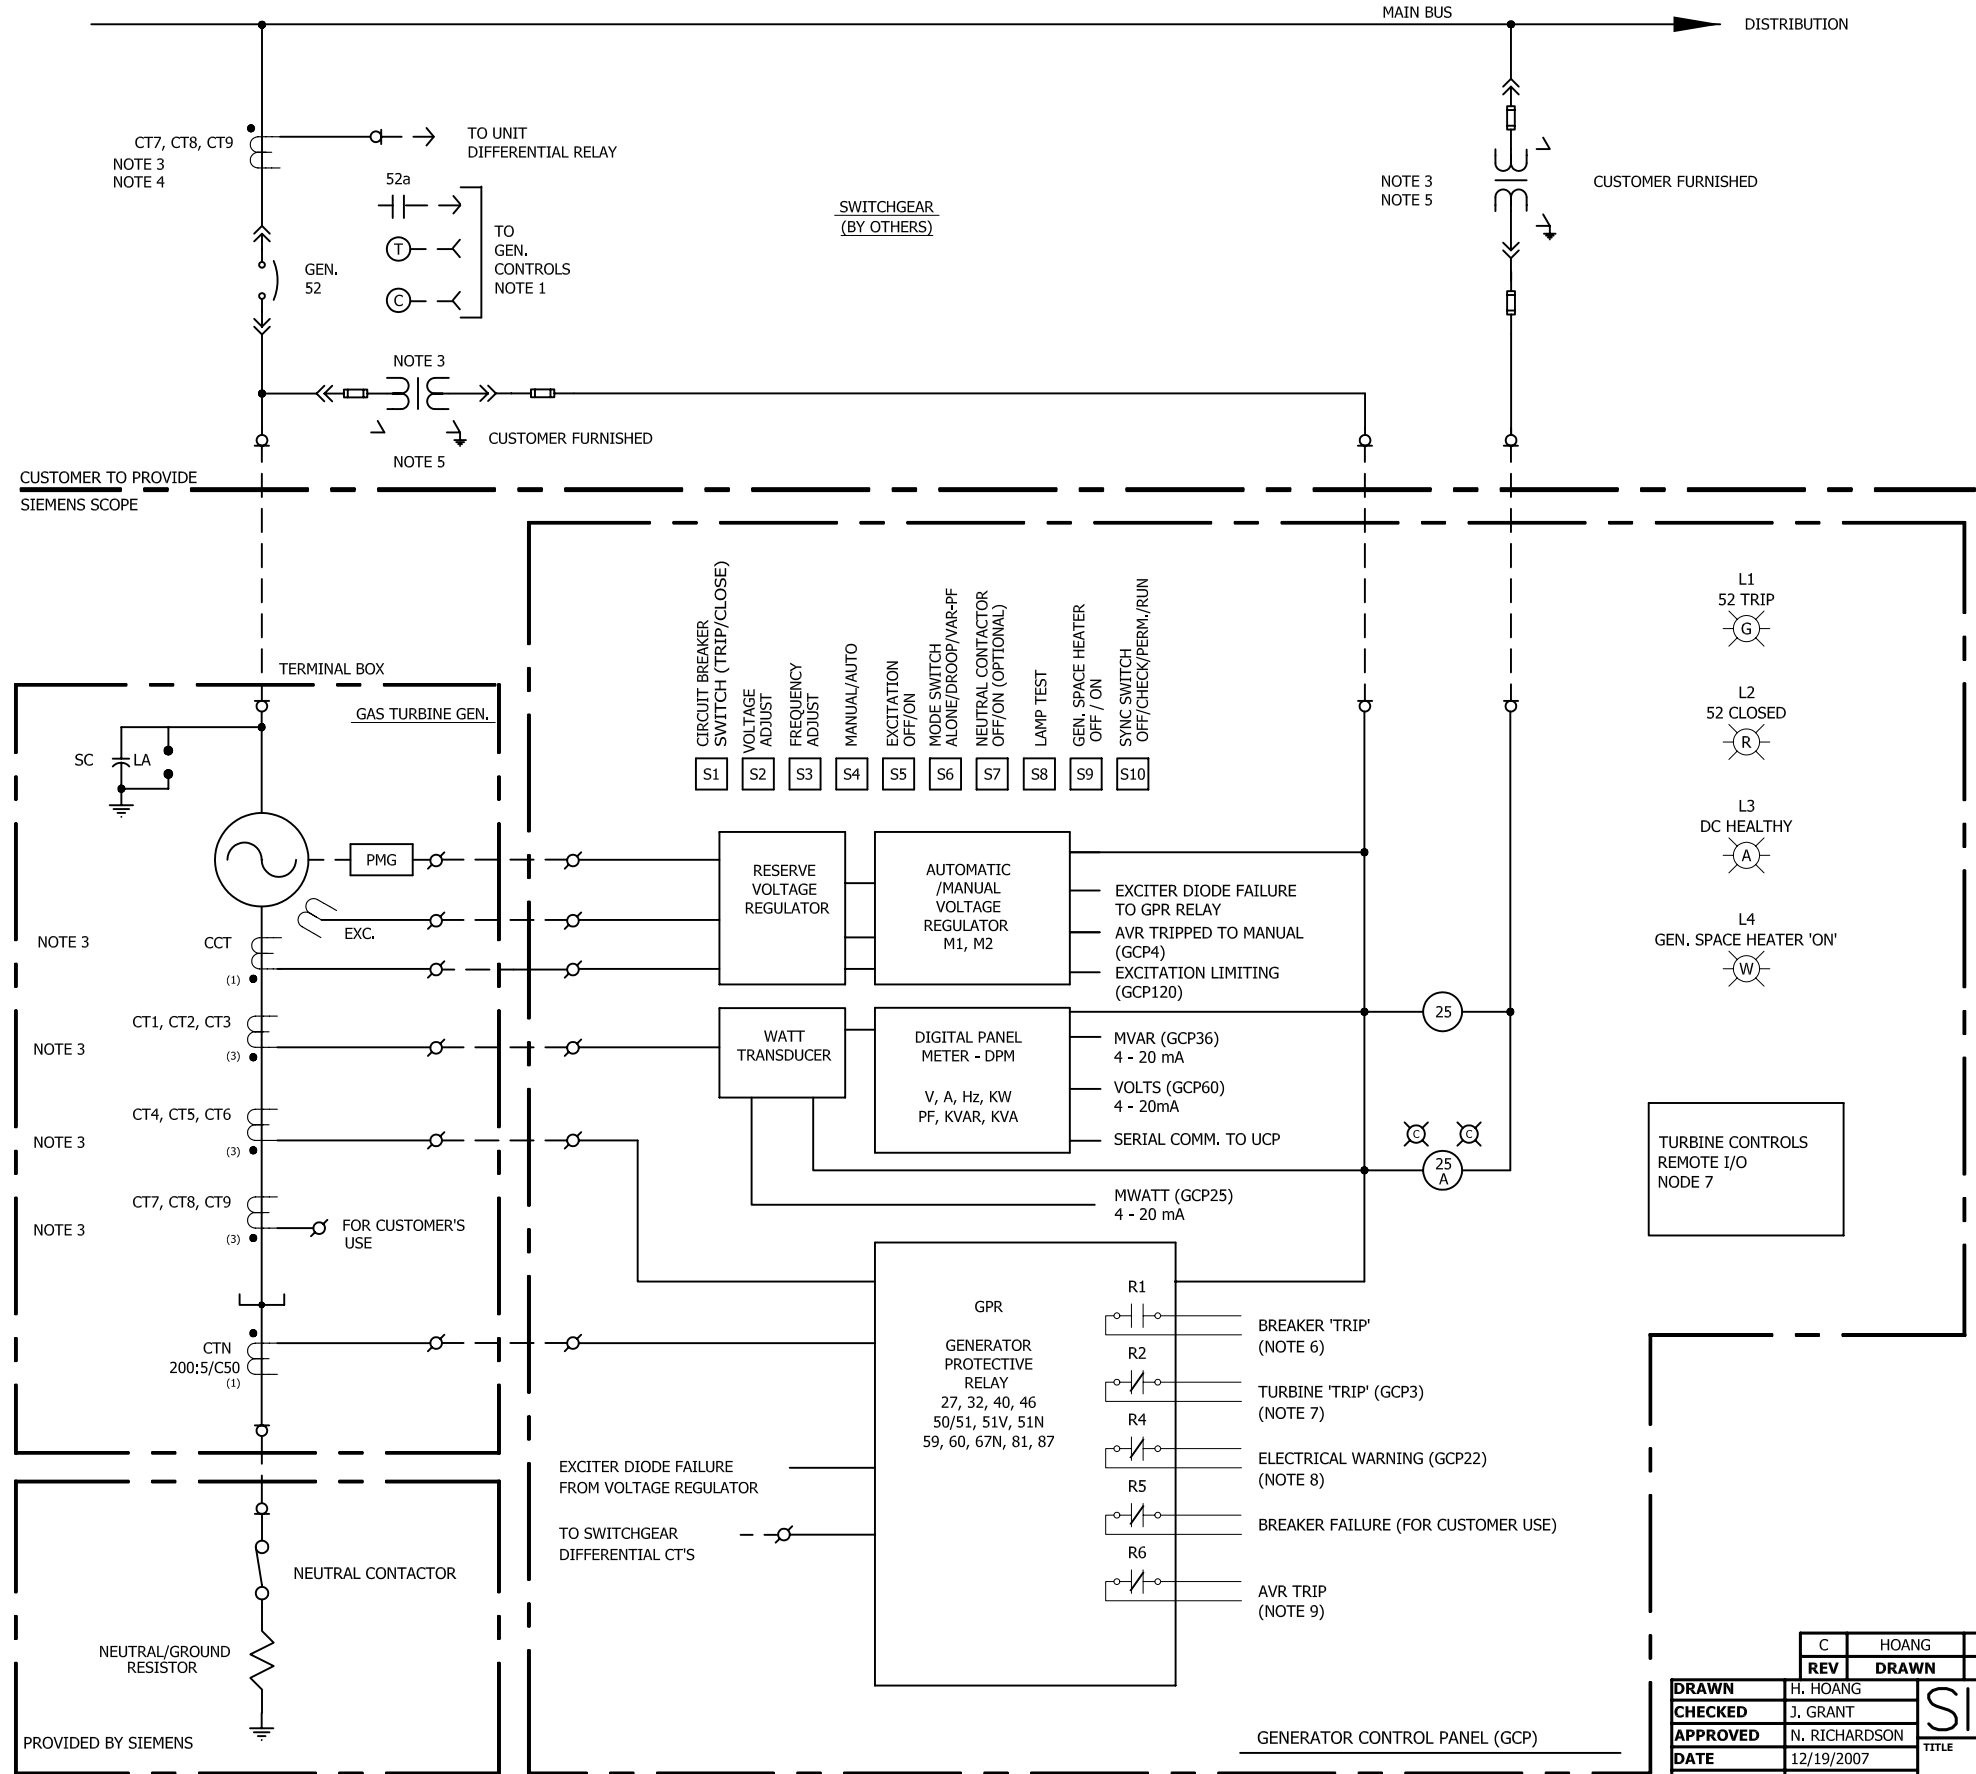 MAIN BUS
DISTRIBUTION
CT7, CT8, CT9
NOTE 3
NOTE 4
TO UNIT
DIFFERENTIAL RELAY
52a
T
C
TO
GEN.
CONTROLS
NOTE 1
GEN.
52
SWITCHGEAR
(BY OTHERS)
NOTE 3
NOTE 5
CUSTOMER FURNISHED
NOTE 3
CUSTOMER FURNISHED
NOTE 5
CUSTOMER TO PROVIDE
SIEMENS SCOPE
TERMINAL BOX
GAS TURBINE GEN.
SC
LA
PMG
EXC.
NOTE 3
CCT
(1)
CT1, CT2, CT3
NOTE 3
(3)
CT4, CT5, CT6
NOTE 3
(3)
CT7, CT8, CT9
NOTE 3
(3)
FOR CUSTOMER'S
USE
CTN
200:5/C50
(1)
NEUTRAL CONTACTOR
NEUTRAL/GROUND
RESISTOR
PROVIDED BY SIEMENS
CIRCUIT BREAKER
SWITCH (TRIP/CLOSE)
VOLTAGE
ADJUST
FREQUENCY
ADJUST
MANUAL/AUTO
EXCITATION
OFF/ON
MODE SWITCH
ALONE/DROOP/VAR-PF
NEUTRAL CONTACTOR
OFF/ON (OPTIONAL)
LAMP TEST
GEN. SPACE HEATER
OFF / ON
SYNC SWITCH
OFF/CHECK/PERM./RUN
S1 S2 S3 S4 S5 S6 S7 S8 S9 S10
RESERVE
VOLTAGE
REGULATOR
AUTOMATIC
/MANUAL
VOLTAGE
REGULATOR
M1, M2
EXCITER DIODE FAILURE
TO GPR RELAY
AVR TRIPPED TO MANUAL
(GCP4)
EXCITATION LIMITING
(GCP120)
WATT
TRANSDUCER
DIGITAL PANEL
METER - DPM
V, A, Hz, KW
PF, KVAR, KVA
MVAR (GCP36)
4 - 20 mA
VOLTS (GCP60)
4 - 20mA
SERIAL COMM. TO UCP
MWATT (GCP25)
4 - 20 mA
25
C
C
25
A
L1
52 TRIP
G
L2
52 CLOSED
R
L3
DC HEALTHY
A
L4
GEN. SPACE HEATER 'ON'
W
TURBINE CONTROLS
REMOTE I/O
NODE 7
GPR
GENERATOR
PROTECTIVE
RELAY
27, 32, 40, 46
50/51, 51V, 51N
59, 60, 67N, 81, 87
R1
BREAKER 'TRIP'
(NOTE 6)
R2
TURBINE 'TRIP' (GCP3)
(NOTE 7)
R4
ELECTRICAL WARNING (GCP22)
(NOTE 8)
R5
BREAKER FAILURE (FOR CUSTOMER USE)
R6
AVR TRIP
(NOTE 9)
EXCITER DIODE FAILURE
FROM VOLTAGE REGULATOR
TO SWITCHGEAR
DIFFERENTIAL CT'S
GENERATOR CONTROL PANEL (GCP)
C HOANG
REV DRAWN
DRAWN H. HOANG
CHECKED J. GRANT
APPROVED N. RICHARDSON
DATE 12/19/2007
SI
TITLE